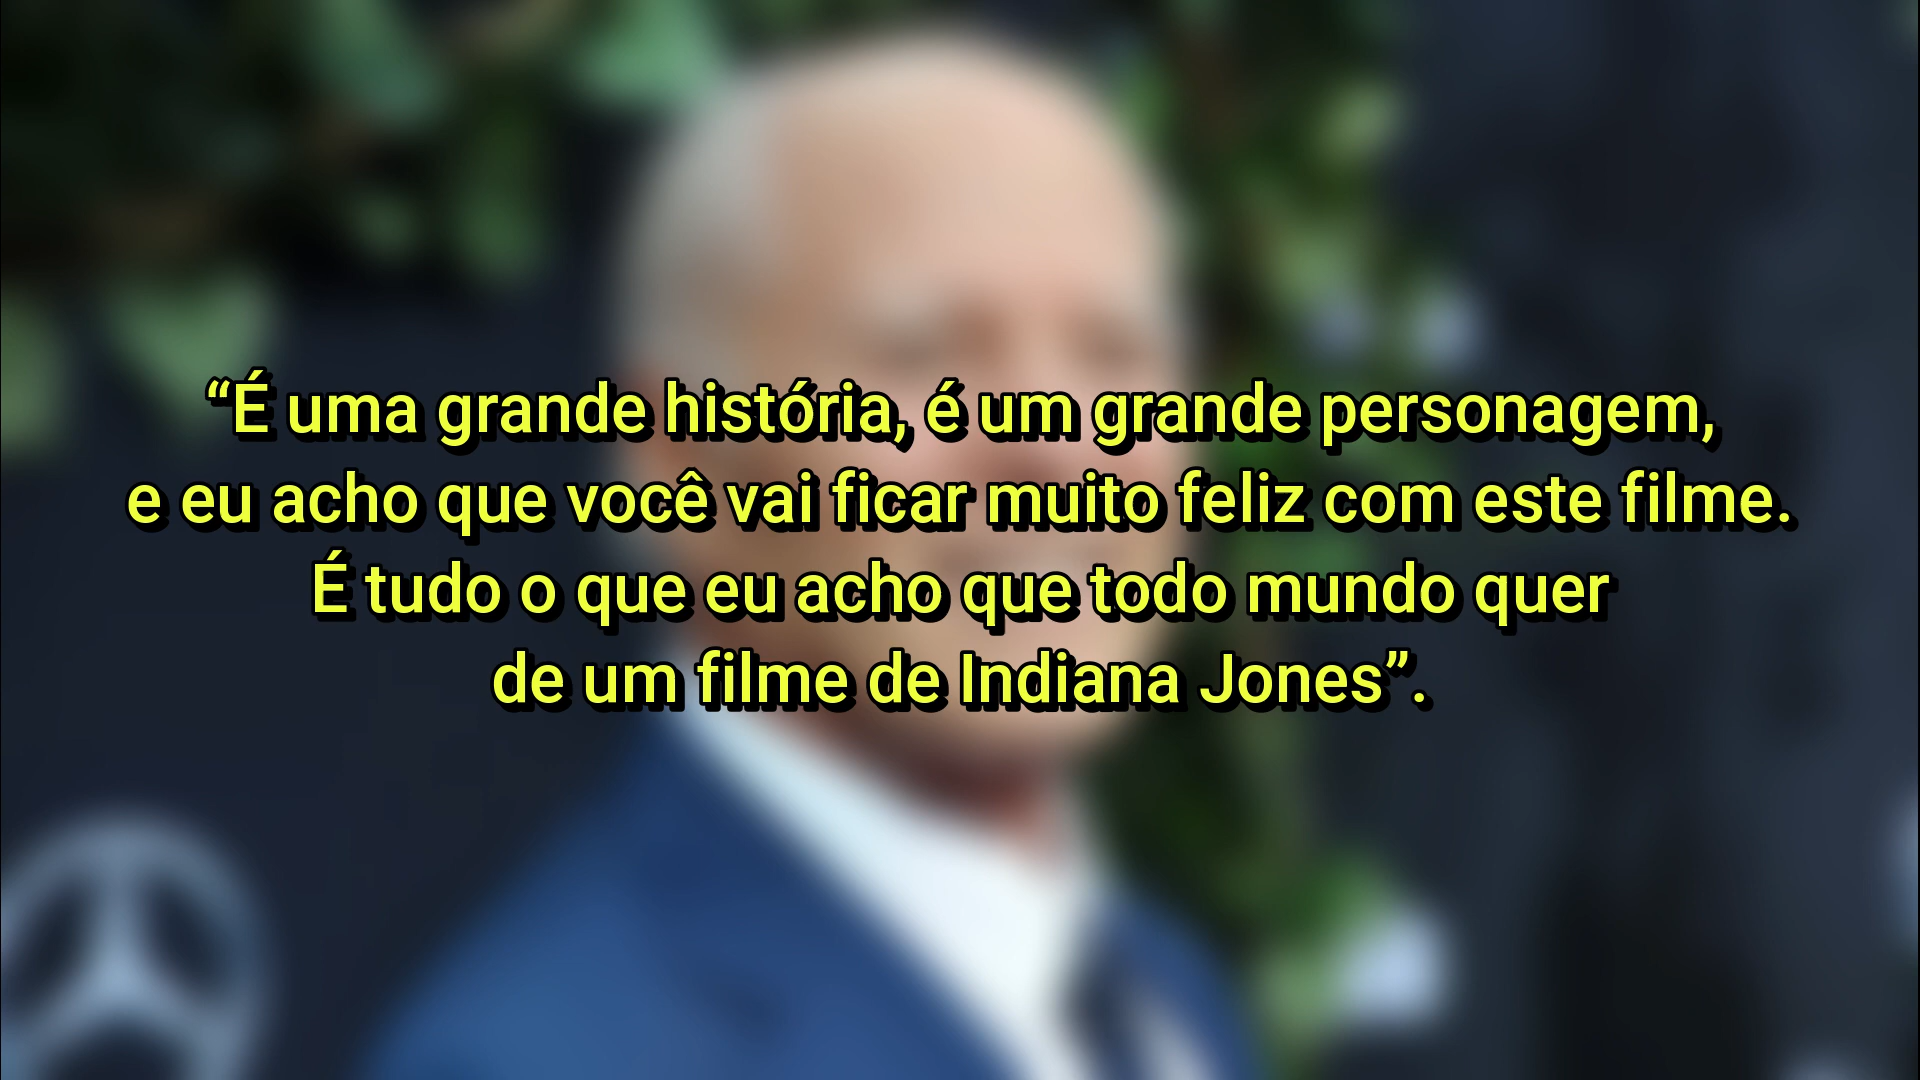 “É uma grande história, é um grande personagem,
e eu acho que você vai ficar muito feliz com este filme.
É tudo o que eu acho que todo mundo quer
de um filme de Indiana Jones”.